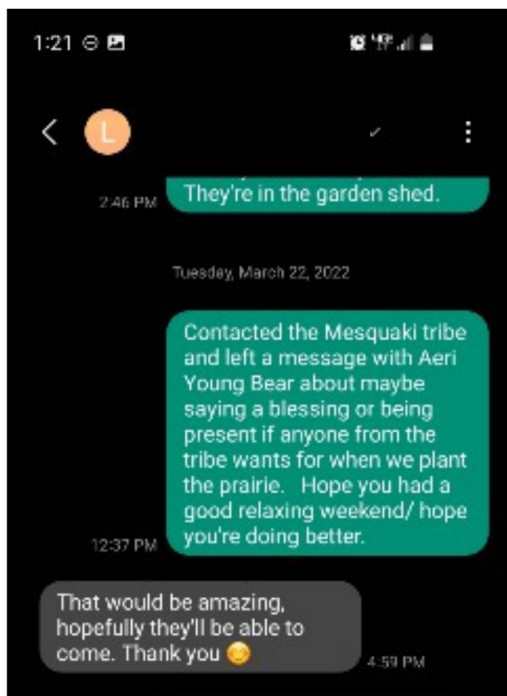 1:21
L
They're in the garden shed.
2:46 PM
Tuesday, March 22, 2022
Contacted the Mesquaki tribe
and left a message with Aeri
Young Bear about maybe
saying a blessing or being
present if anyone from the
tribe wants for when we plant
the prairie. Hope you had a
good relaxing weekend/ hope
you're doing better.
12:37 PM
That would be amazing,
hopefully they'll be able to
come. Thank you 😊
4:59 PM